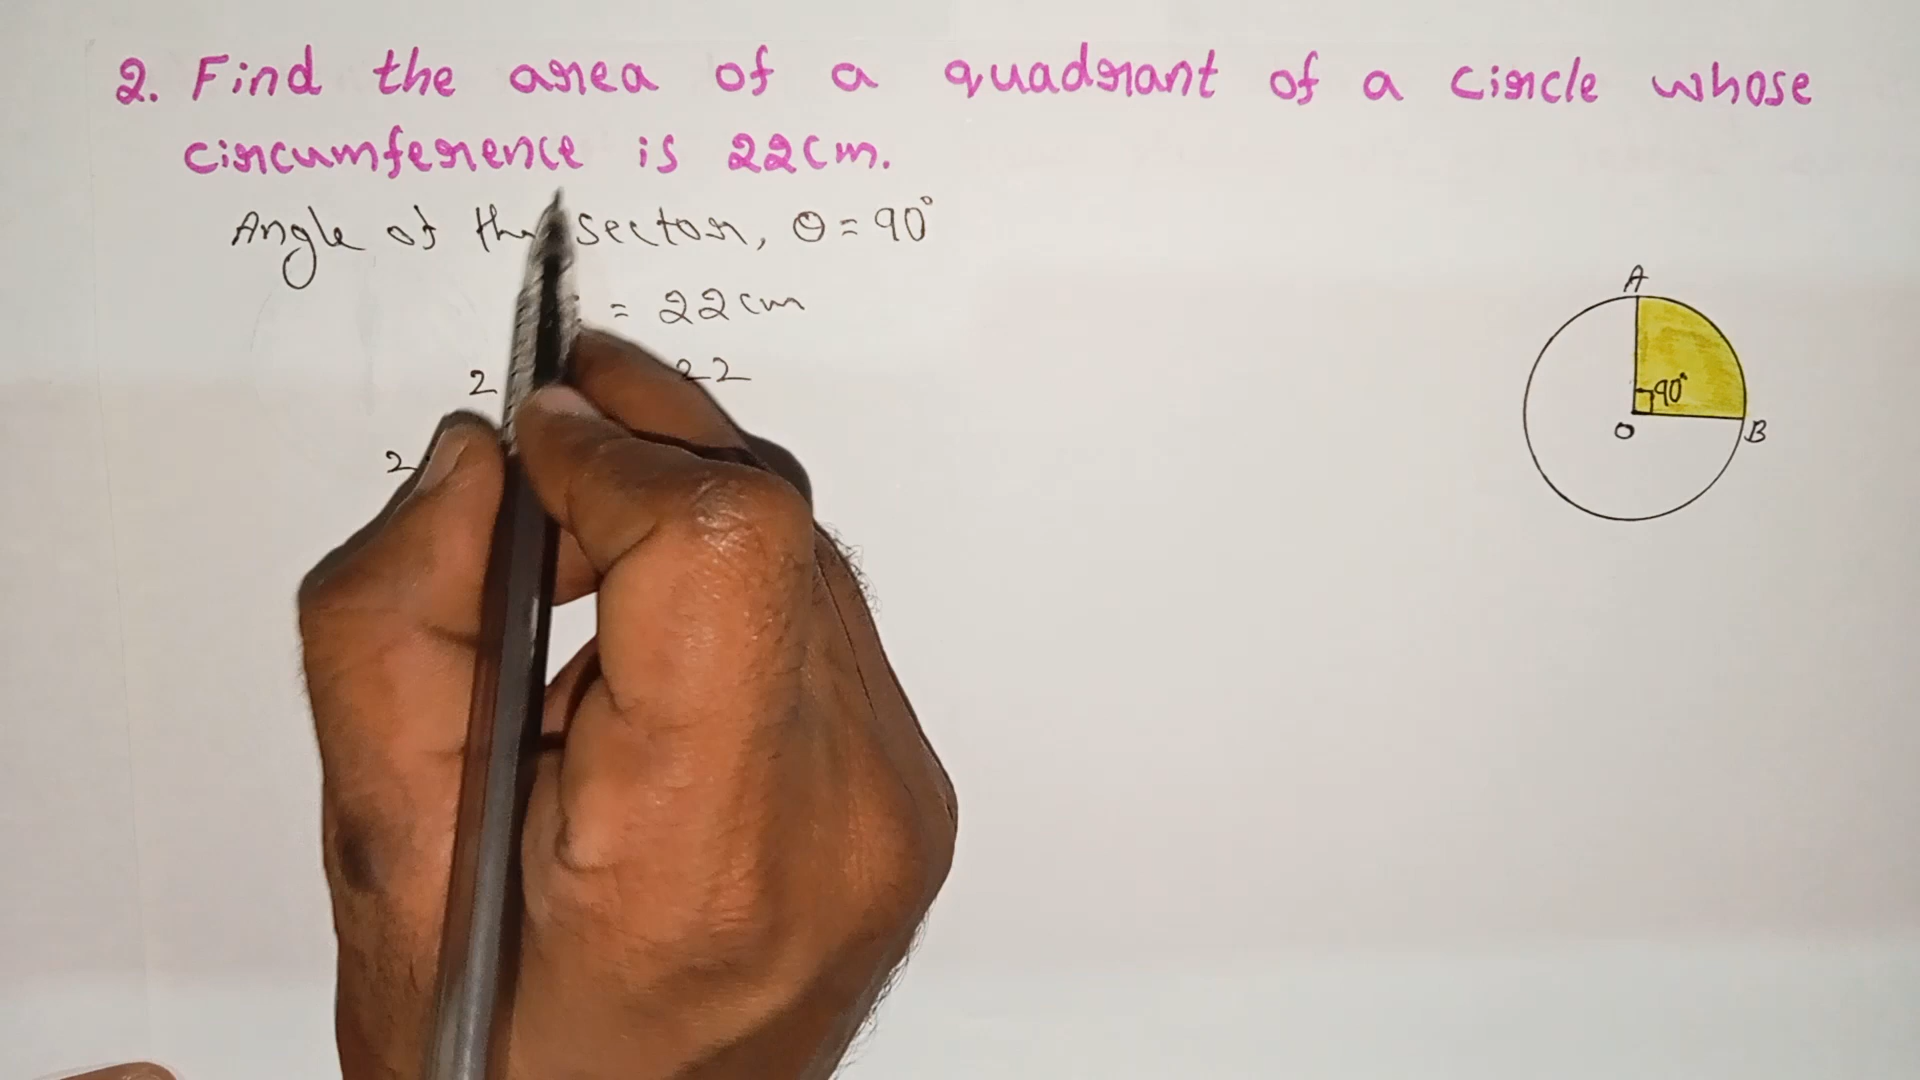 2. Find the area of a quadrant of a circle whose
circumference is 22cm.
Angle of the sector, θ = 90°
= 22cm
2 22
2
A
90°
O B